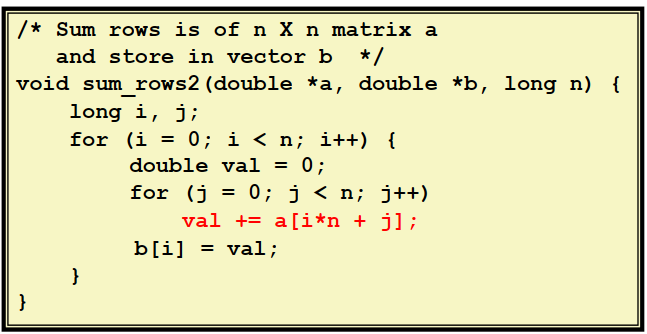 /* Sum rows is of n X n matrix a
and store in vector b */
void sum_rows2(double *a, double *b, long n) {
long i, j;
for (i = 0; i < n; i++) {
double val = 0;
for (j = 0; j < n; j++)
val += a[i*n + j];
b[i] = val;
}
}